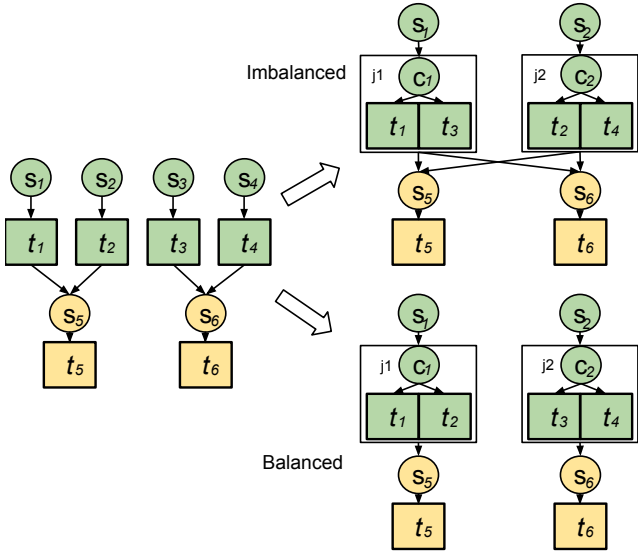 s1 s2
Imbalanced j1 c1 j2 c2
t1 t3 t2 t4
s1 s2 s3 s4 s5 s6
t1 t2 t3 t4 t5 t6
s5 s6 s1 s2
t5 t6 j1 c1 j2 c2
t1 t2 t3 t4
Balanced s5 s6
t5 t6